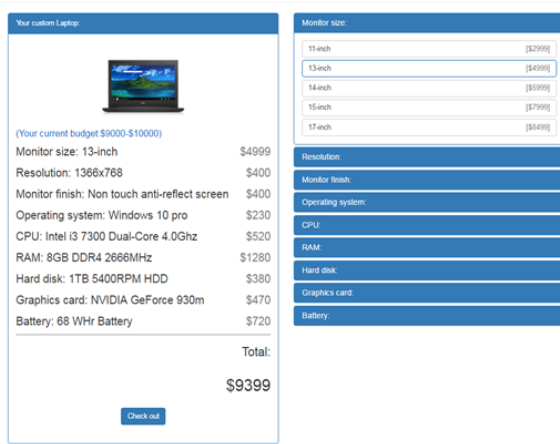 Your custom Laptop:
(Your current budget:$9000-$10000)
Monitor size: 13-inch $4999
Resolution: 1366x768 $400
Monitor finish: Non touch anti-reflect screen $400
Operating system: Windows 10 pro $230
CPU: Intel i3 7300 Dual-Core 4.0Ghz $520
RAM: 8GB DDR4 2666MHz $1280
Hard disk: 1TB 5400RPM HDD $380
Graphics card: NVIDIA GeForce 930m $470
Battery: 68 WHr Battery $720
Total:
$9399
Check out
Monitor size:
11-inch [$2999]
13-inch [$4999]
14-inch [$5999]
15-inch [$7999]
17-inch [$8499]
Resolution:
Monitor finish:
Operating system:
CPU:
RAM:
Hard disk:
Graphics card:
Battery: